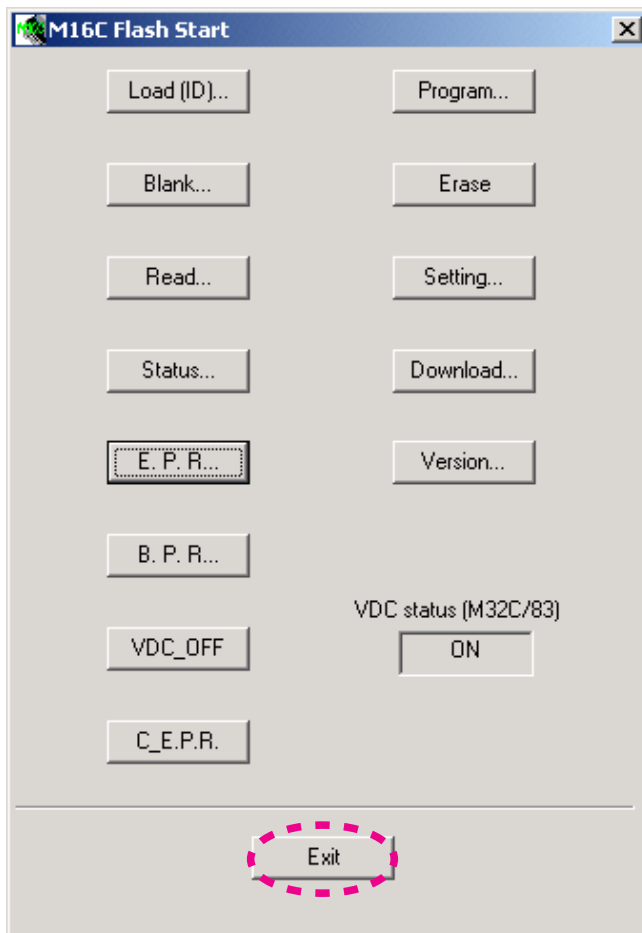 M16C Flash Start
Load (ID)... Program...
Blank... Erase
Read... Setting...
Status... Download...
E. P. R... Version...
B. P. R...
VDC status (M32C/83)
VDC_OFF ON
C_E.P.R.
Exit